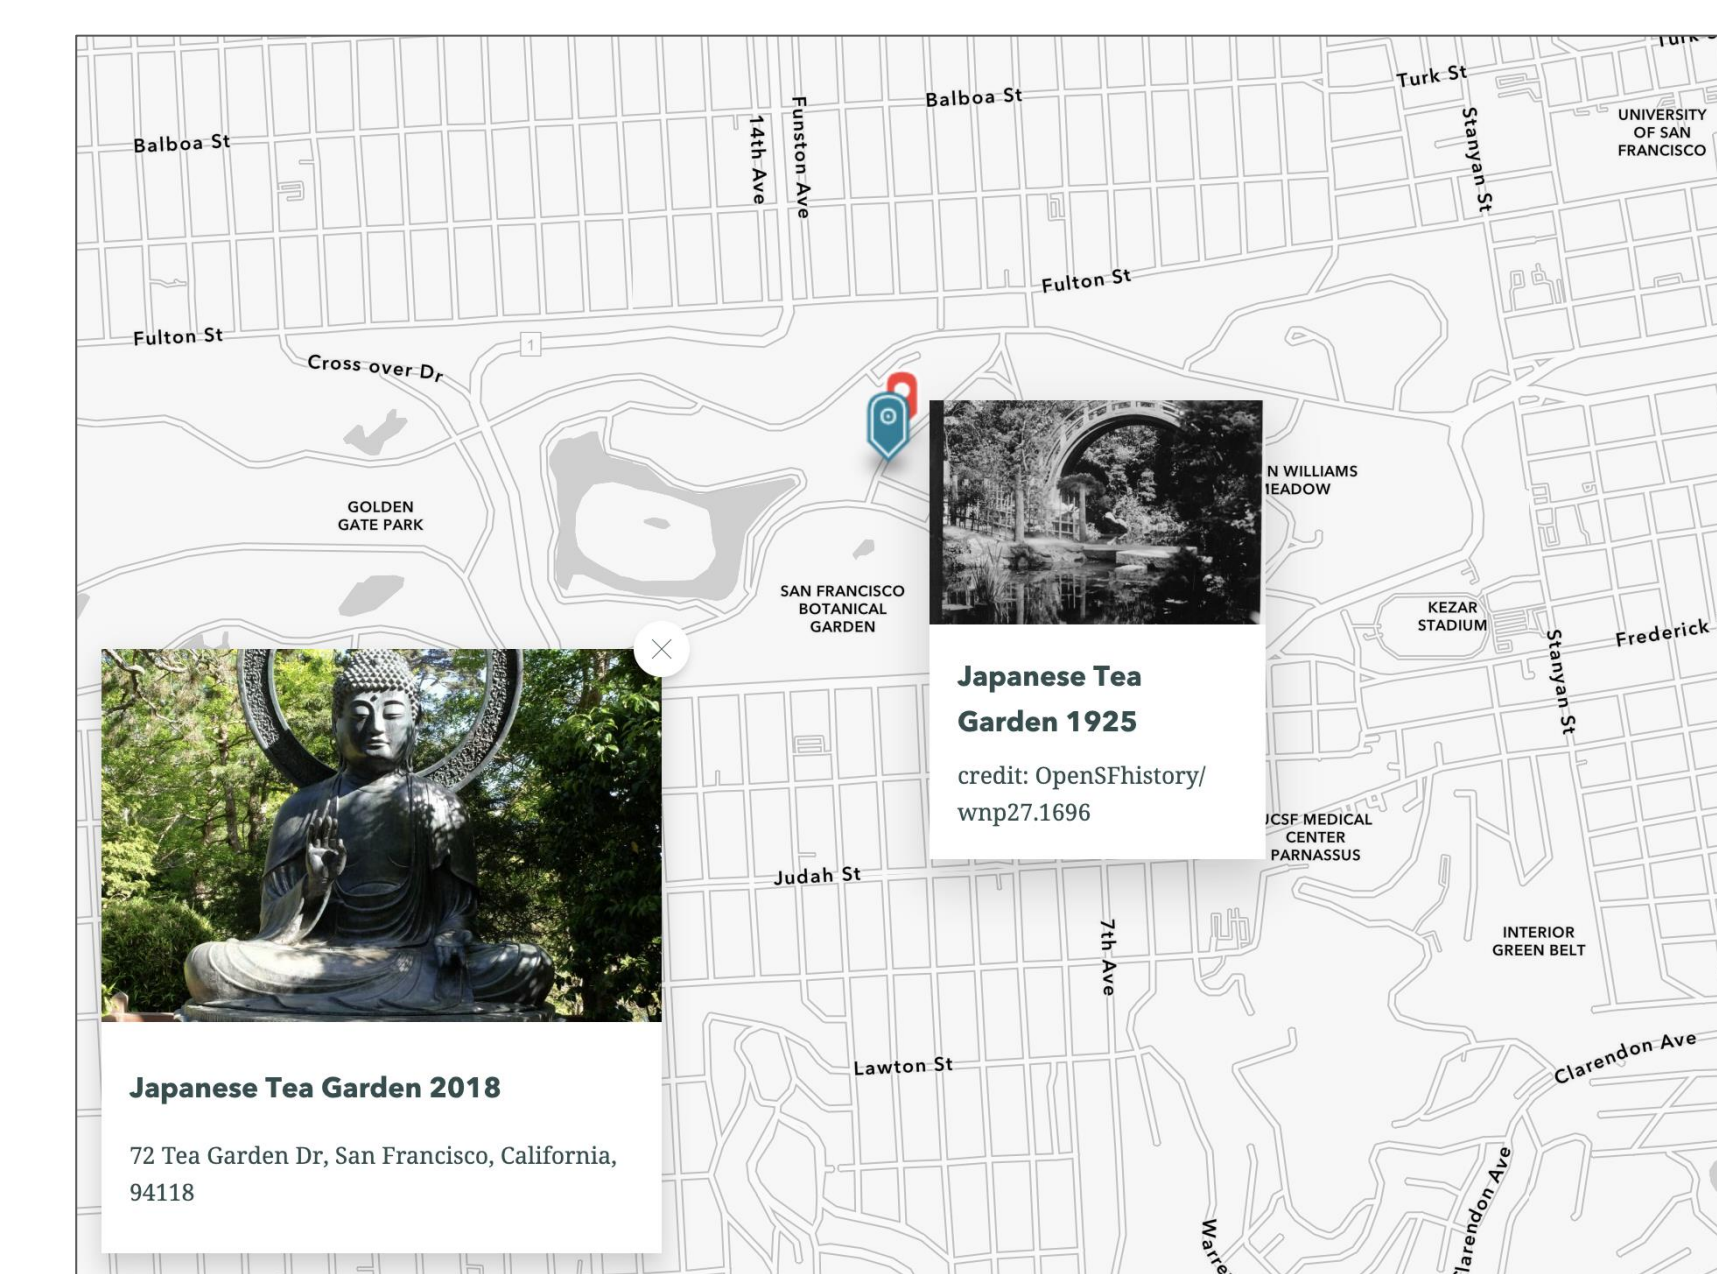 Turk St
Balboa St
UNIVERSITY
OF SAN
FRANCISCO
Balboa St
14th Ave
Funston Ave
Stanyan St
Fulton St
Fulton St
1
Cross over Dr
N WILLIAMS
GOLDEN
GATE PARK
SAN FRANCISCO
BOTANICAL
GARDEN
KEZAR
STADIUM
Frederick
Stanyan St
Japanese Tea
Garden 1925
credit: OpenSFhistory/
wnp27.1696
UCSF MEDICAL
CENTER
PARNASSUS
Judah St
7th Ave
INTERIOR
GREEN BELT
Lawton St
Clarendon Ave
Clarendon Ave
Japanese Tea Garden 2018
72 Tea Garden Dr, San Francisco, California,
94118